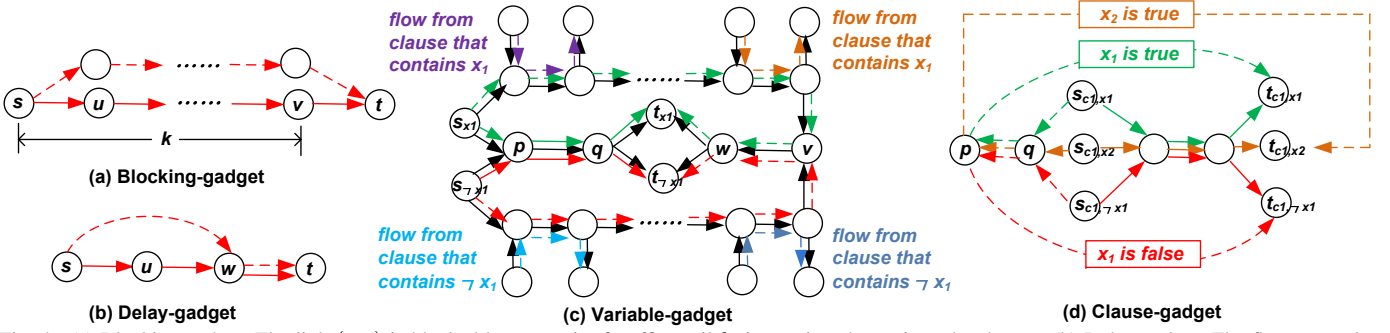 s
u
......
......
v
t
k
(a) Blocking-gadget
s
u
w
t
(b) Delay-gadget
flow from
clause that
contains x1
flow from
clause that
contains x1
......
sx1
p
q
tx1
w
v
s¬x1
t¬x1
......
flow from
clause that
contains ¬ x1
flow from
clause that
contains ¬ x1
(c) Variable-gadget
x2 is true
x1 is true
sc1,x1
tc1,x1
p
q
sc1,x2
tc1,x2
sc1,¬x1
tc1,¬x1
x1 is false
(d) Clause-gadget